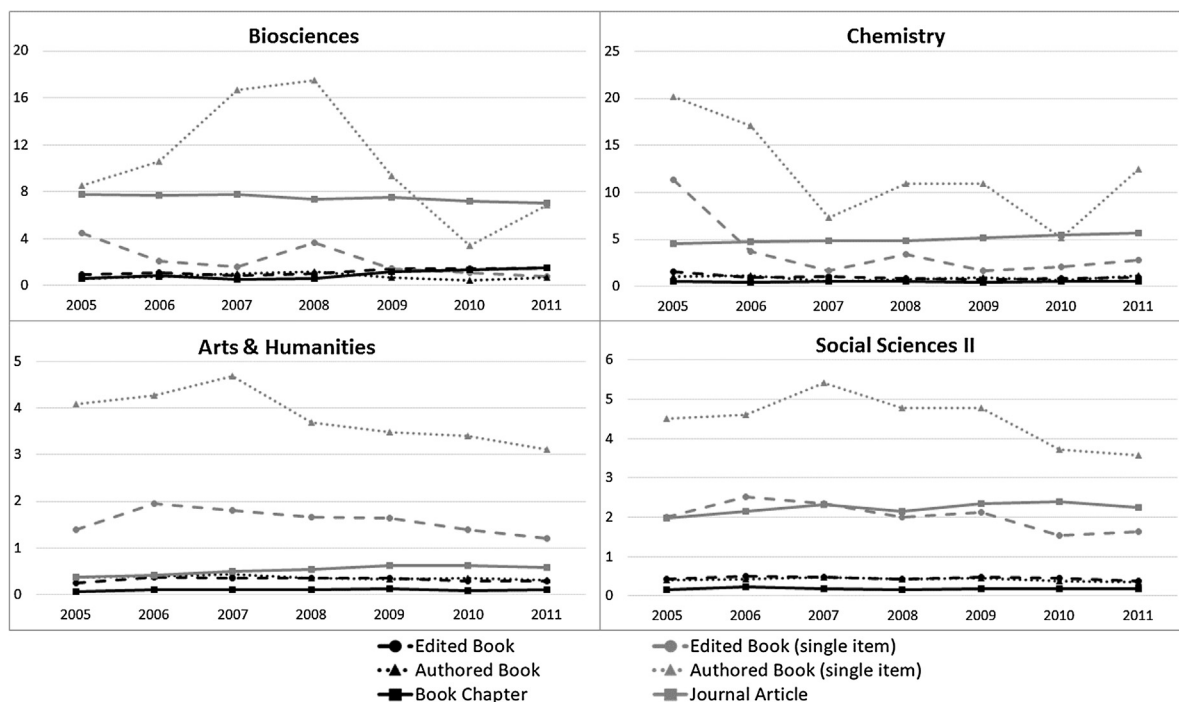 Biosciences
20
16
12
8
4
0
2005 2006 2007 2008 2009 2010 2011
Chemistry
25
20
15
10
5
0
2005 2006 2007 2008 2009 2010 2011
Arts & Humanities
5
4
3
2
1
0
2005 2006 2007 2008 2009 2010 2011
Social Sciences II
6
5
4
3
2
1
0
2005 2006 2007 2008 2009 2010 2011
Edited Book
Edited Book (single item)
Authored Book
Authored Book (single item)
Book Chapter
Journal Article